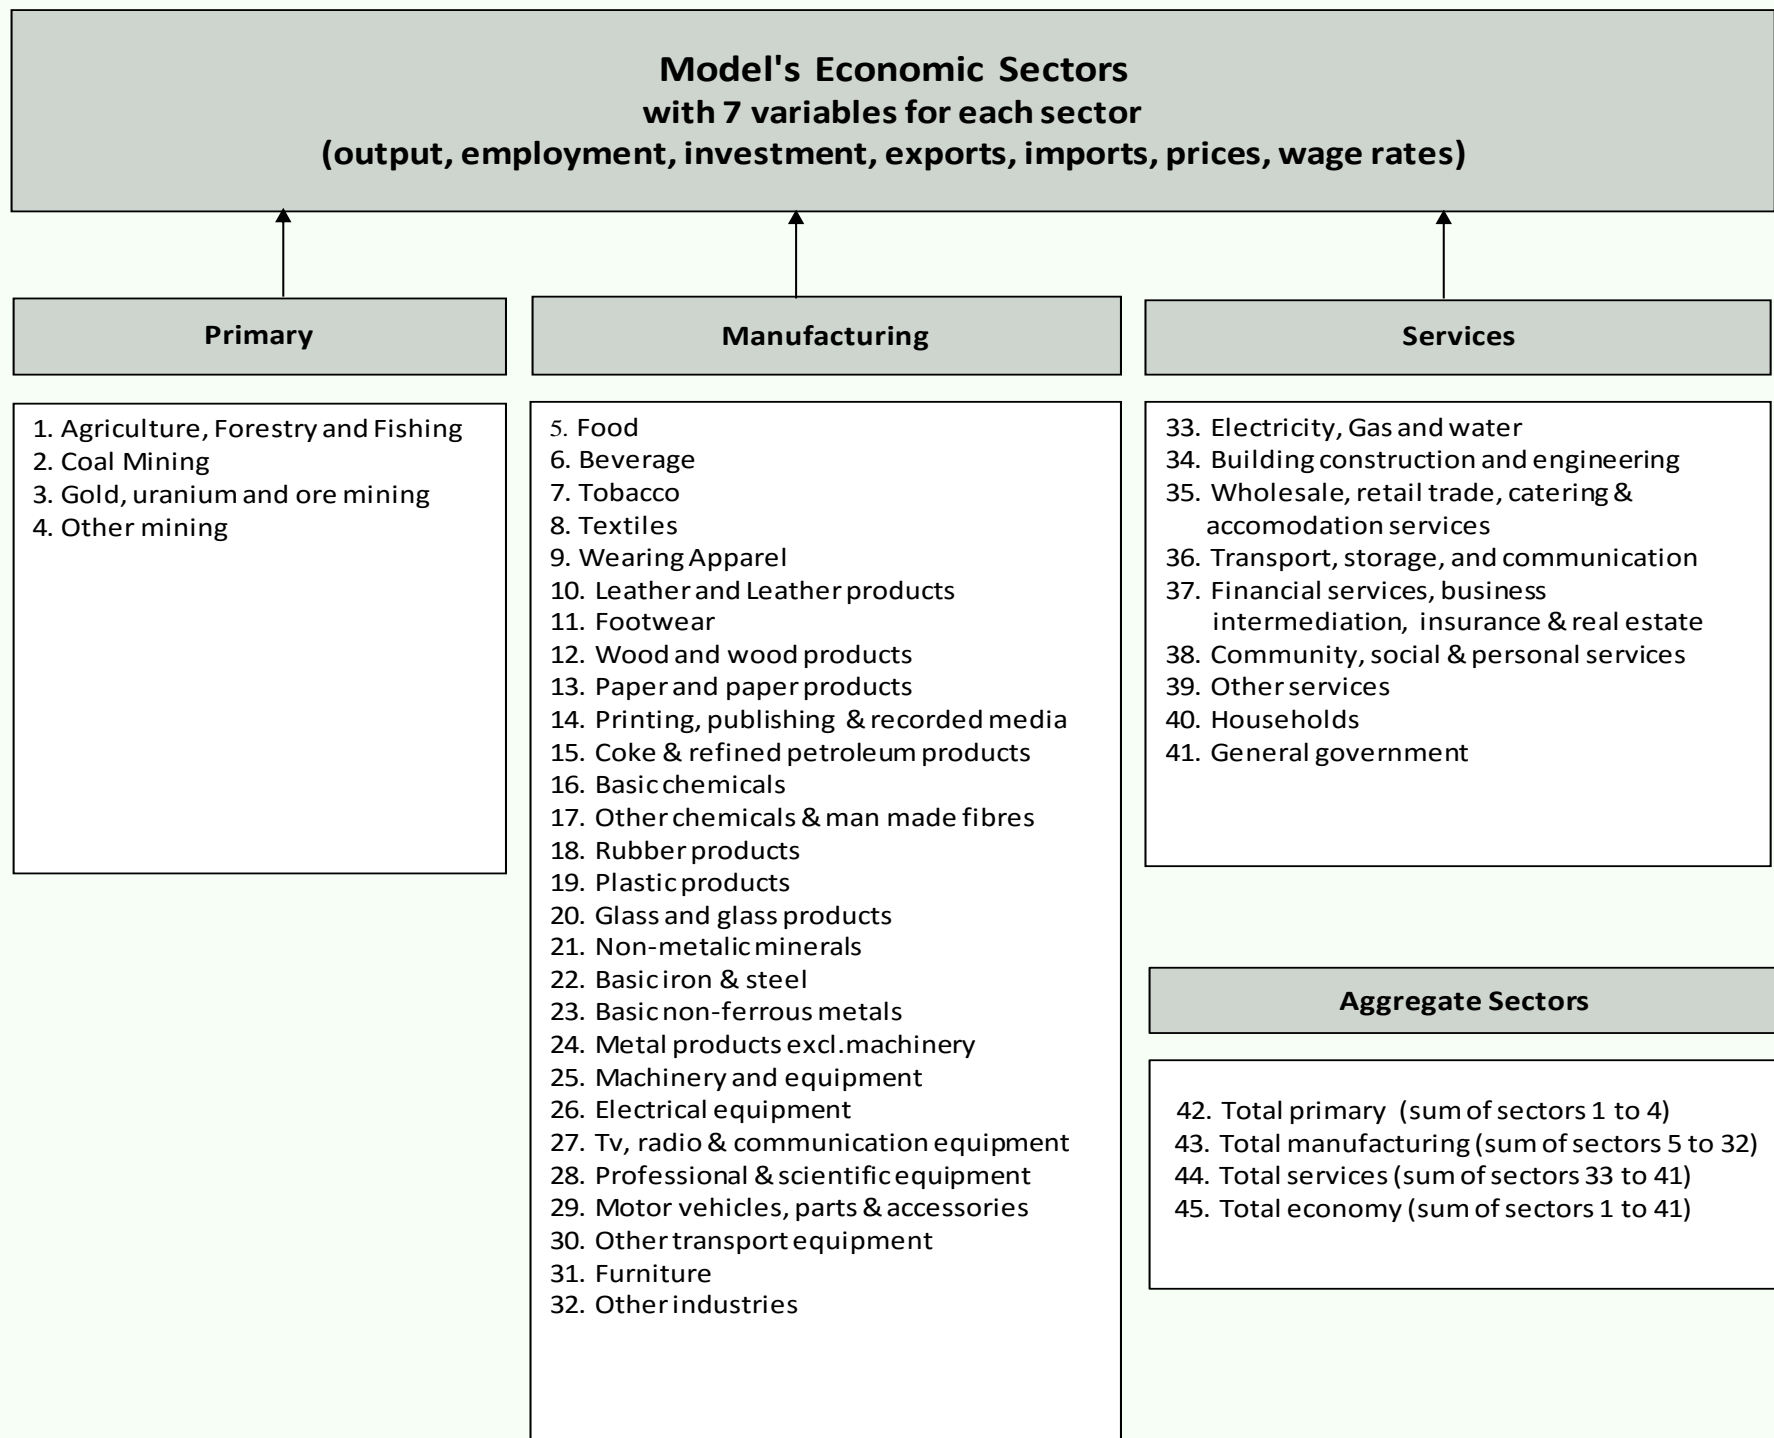 Model's Economic Sectors
with 7 variables for each sector
(output, employment, investment, exports, imports, prices, wage rates)
Primary
1. Agriculture, Forestry and Fishing
2. Coal Mining
3. Gold, uranium and ore mining
4. Other mining
Manufacturing
5. Food
6. Beverage
7. Tobacco
8. Textiles
9. Wearing Apparel
10. Leather and Leather products
11. Footwear
12. Wood and wood products
13. Paper and paper products
14. Printing, publishing & recorded media
15. Coke & refined petroleum products
16. Basic chemicals
17. Other chemicals & man made fibres
18. Rubber products
19. Plastic products
20. Glass and glass products
21. Non-metalic minerals
22. Basic iron & steel
23. Basic non-ferrous metals
24. Metal products excl.machinery
25. Machinery and equipment
26. Electrical equipment
27. Tv, radio & communication equipment
28. Professional & scientific equipment
29. Motor vehicles, parts & accessories
30. Other transport equipment
31. Furniture
32. Other industries
Services
33. Electricity, Gas and water
34. Building construction and engineering
35. Wholesale, retail trade, catering &
accomodation services
36. Transport, storage, and communication
37. Financial services, business
intermediation, insurance & real estate
38. Community, social & personal services
39. Other services
40. Households
41. General government
Aggregate Sectors
42. Total primary (sum of sectors 1 to 4)
43. Total manufacturing (sum of sectors 5 to 32)
44. Total services (sum of sectors 33 to 41)
45. Total economy (sum of sectors 1 to 41)